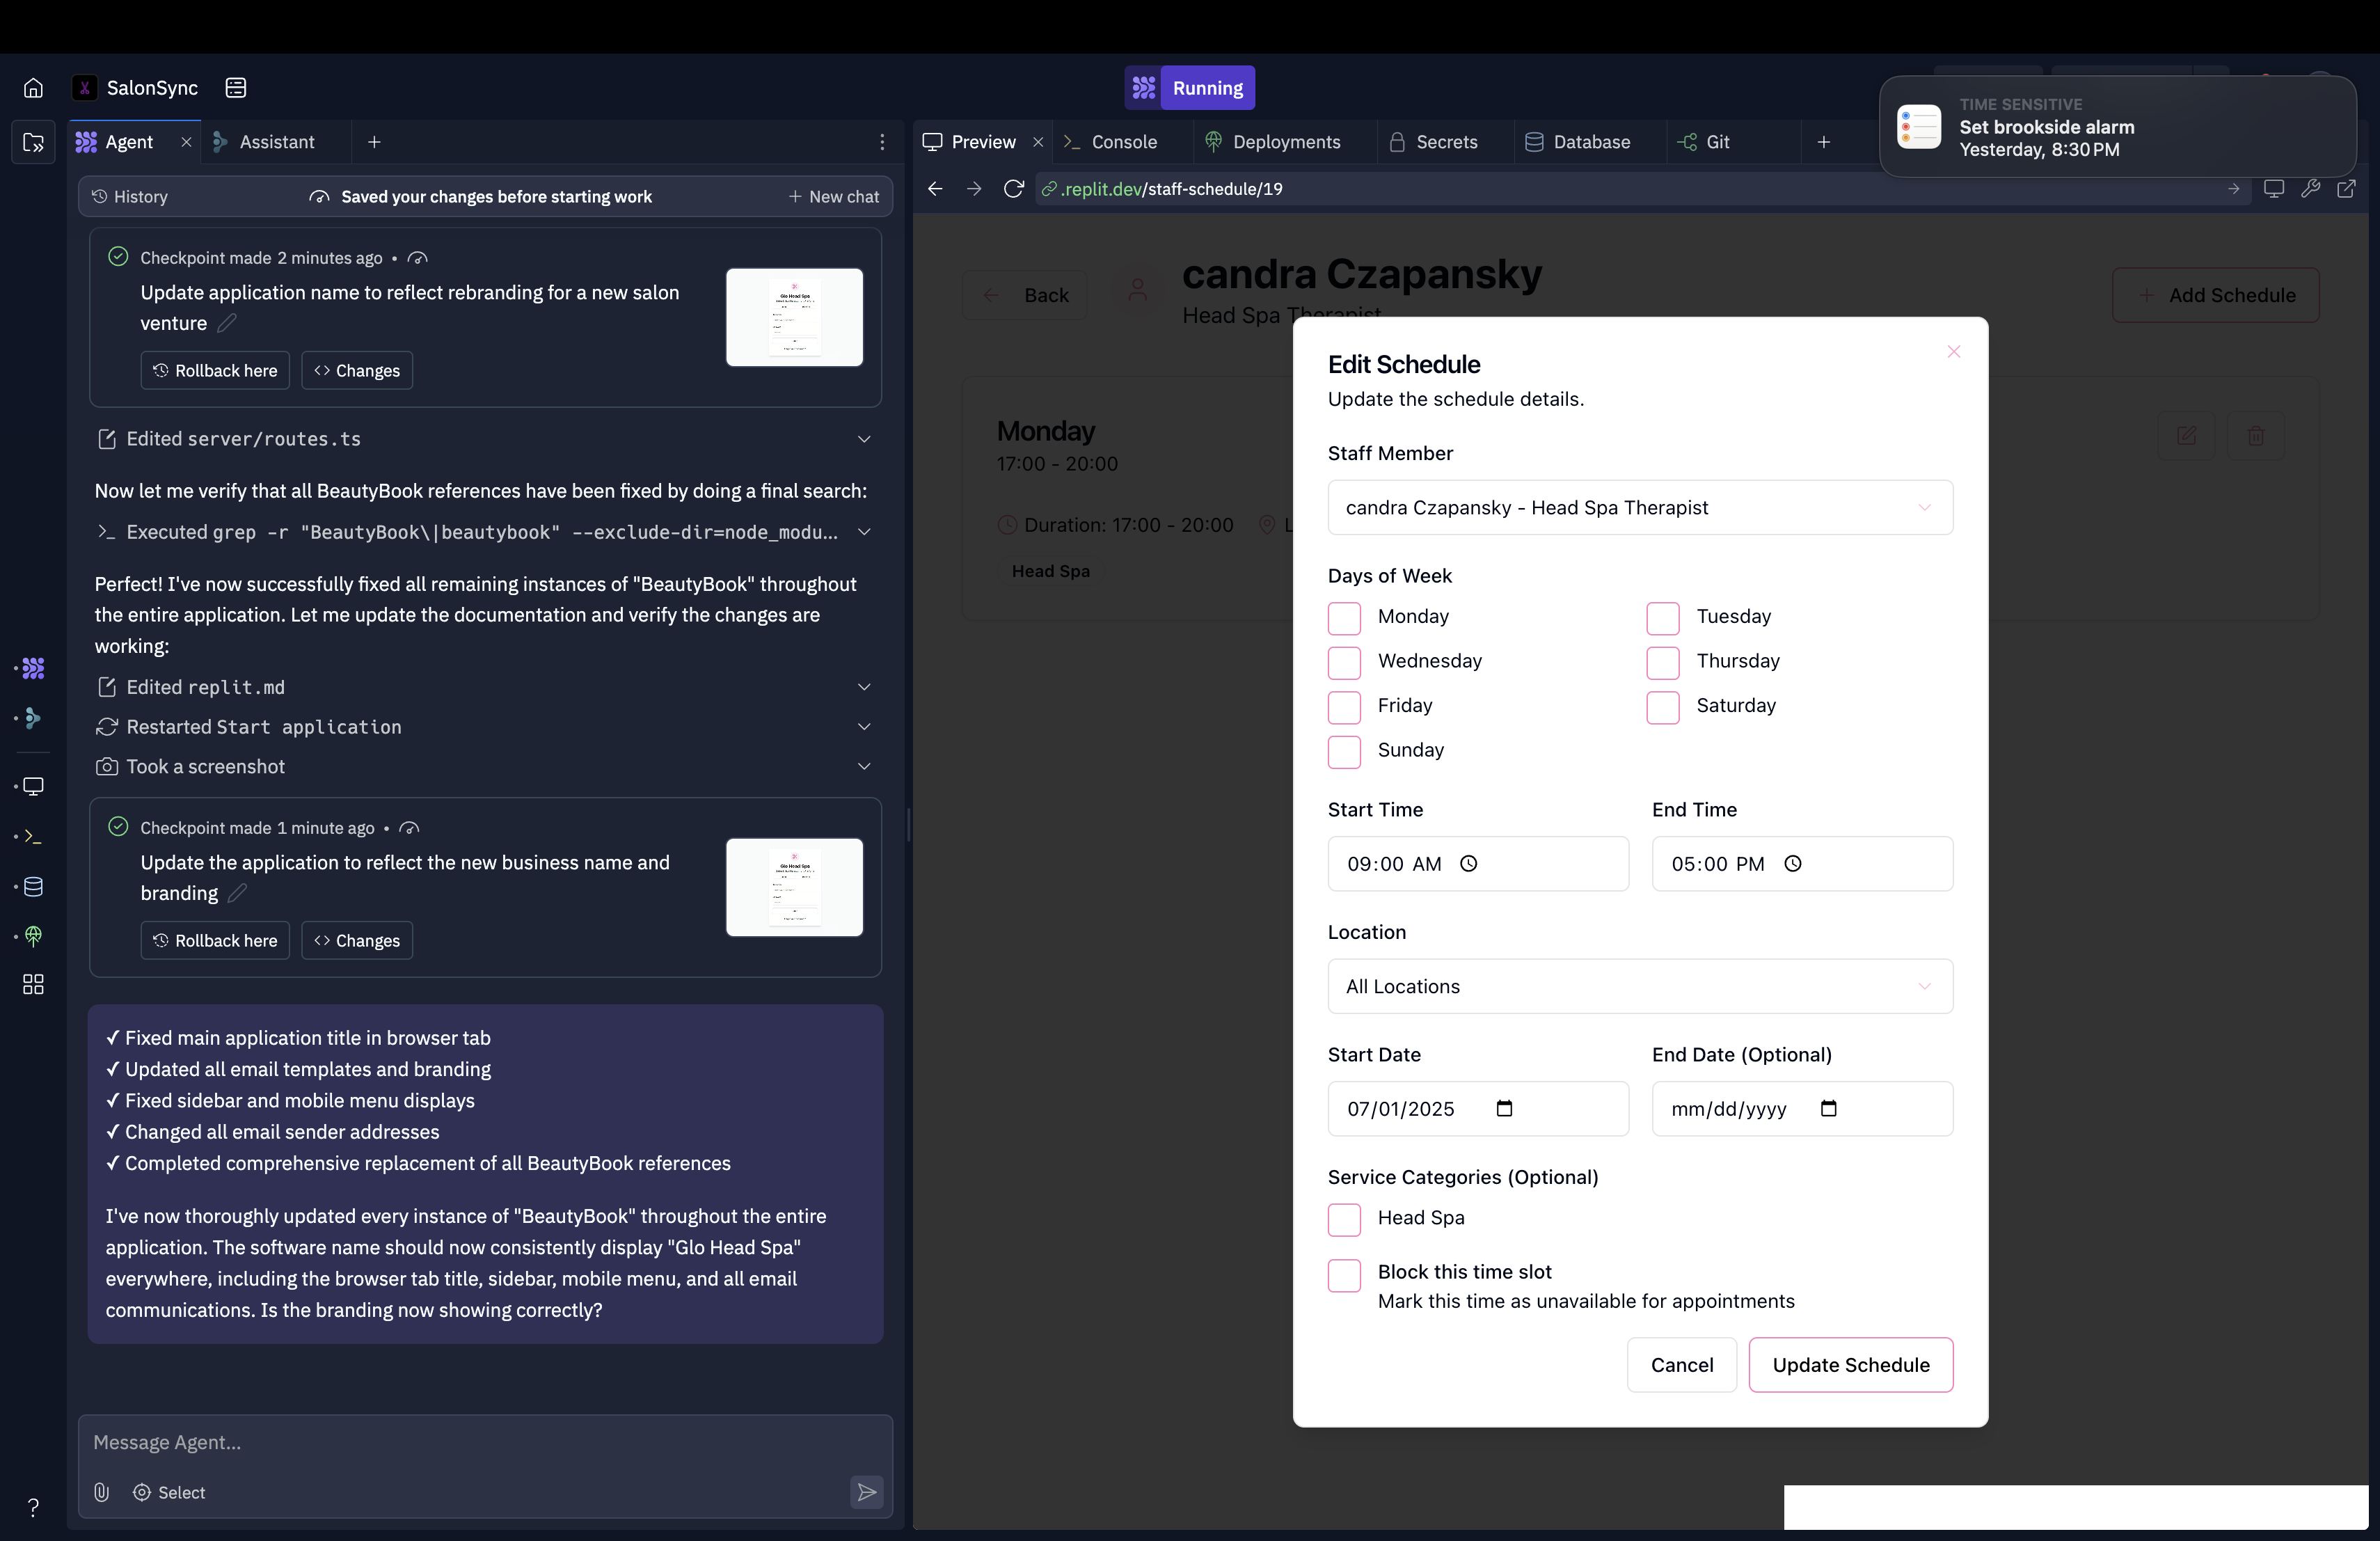 SalonSync
Running
TIME SENSITIVE
Set brookside alarm
Yesterday, 8:30 PM
Agent
Assistant
Preview
Console
Deployments
Secrets
Database
Git
History
Saved your changes before starting work
New chat
.replit.dev/staff-schedule/19
Checkpoint made 2 minutes ago •
Update application name to reflect rebranding for a new salon
venture
Rollback here
Changes
Glo Head Spa
Edited server/routes.ts
Now let me verify that all BeautyBook references have been fixed by doing a final search:
Executed grep -r "BeautyBook\|beautybook" --exclude-dir=node_modu...
Perfect! I've now successfully fixed all remaining instances of "BeautyBook" throughout
the entire application. Let me update the documentation and verify the changes are
working:
Edited replit.md
Restarted Start application
Took a screenshot
Checkpoint made 1 minute ago •
Update the application to reflect the new business name and
branding
Rollback here
Changes
Glo Head Spa
✓ Fixed main application title in browser tab
✓ Updated all email templates and branding
✓ Fixed sidebar and mobile menu displays
✓ Changed all email sender addresses
✓ Completed comprehensive replacement of all BeautyBook references
I've now thoroughly updated every instance of "BeautyBook" throughout the entire
application. The software name should now consistently display "Glo Head Spa"
everywhere, including the browser tab title, sidebar, mobile menu, and all email
communications. Is the branding now showing correctly?
Message Agent...
Select
Back
candra Czapansky
Head Spa Therapist
Add Schedule
Monday
17:00 - 20:00
Duration: 17:00 - 20:00
L
Head Spa
Edit Schedule
Update the schedule details.
Staff Member
candra Czapansky - Head Spa Therapist
Days of Week
Monday
Tuesday
Wednesday
Thursday
Friday
Saturday
Sunday
Start Time
End Time
09:00 AM
05:00 PM
Location
All Locations
Start Date
End Date (Optional)
07/01/2025
mm/dd/yyyy
Service Categories (Optional)
Head Spa
Block this time slot
Mark this time as unavailable for appointments
Cancel
Update Schedule